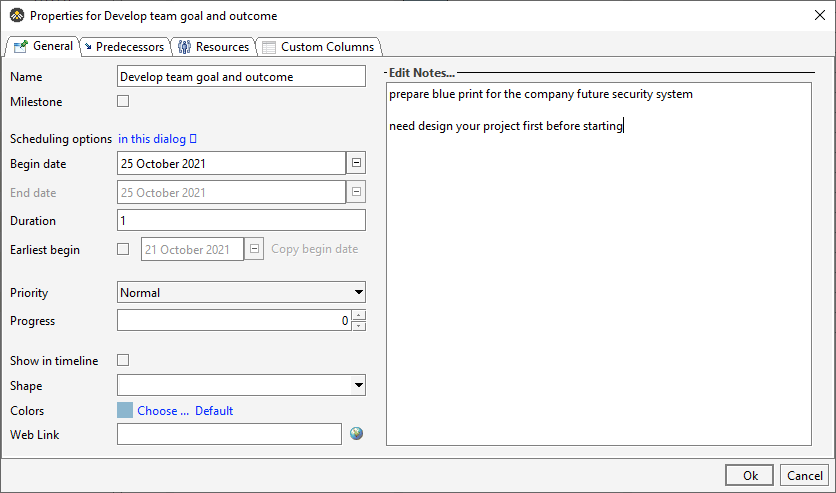 Properties for Develop team goal and outcome
General
Predecessors
Resources
Custom Columns
Name
Develop team goal and outcome
Milestone
Scheduling options in this dialog
Begin date
25 October 2021
End date
25 October 2021
Duration
1
Earliest begin
21 October 2021
Copy begin date
Priority
Normal
Progress
0
Show in timeline
Shape
Colors
Choose ...
Default
Web Link
Edit Notes...
prepare blue print for the company future security system
need design your project first before starting
Ok
Cancel